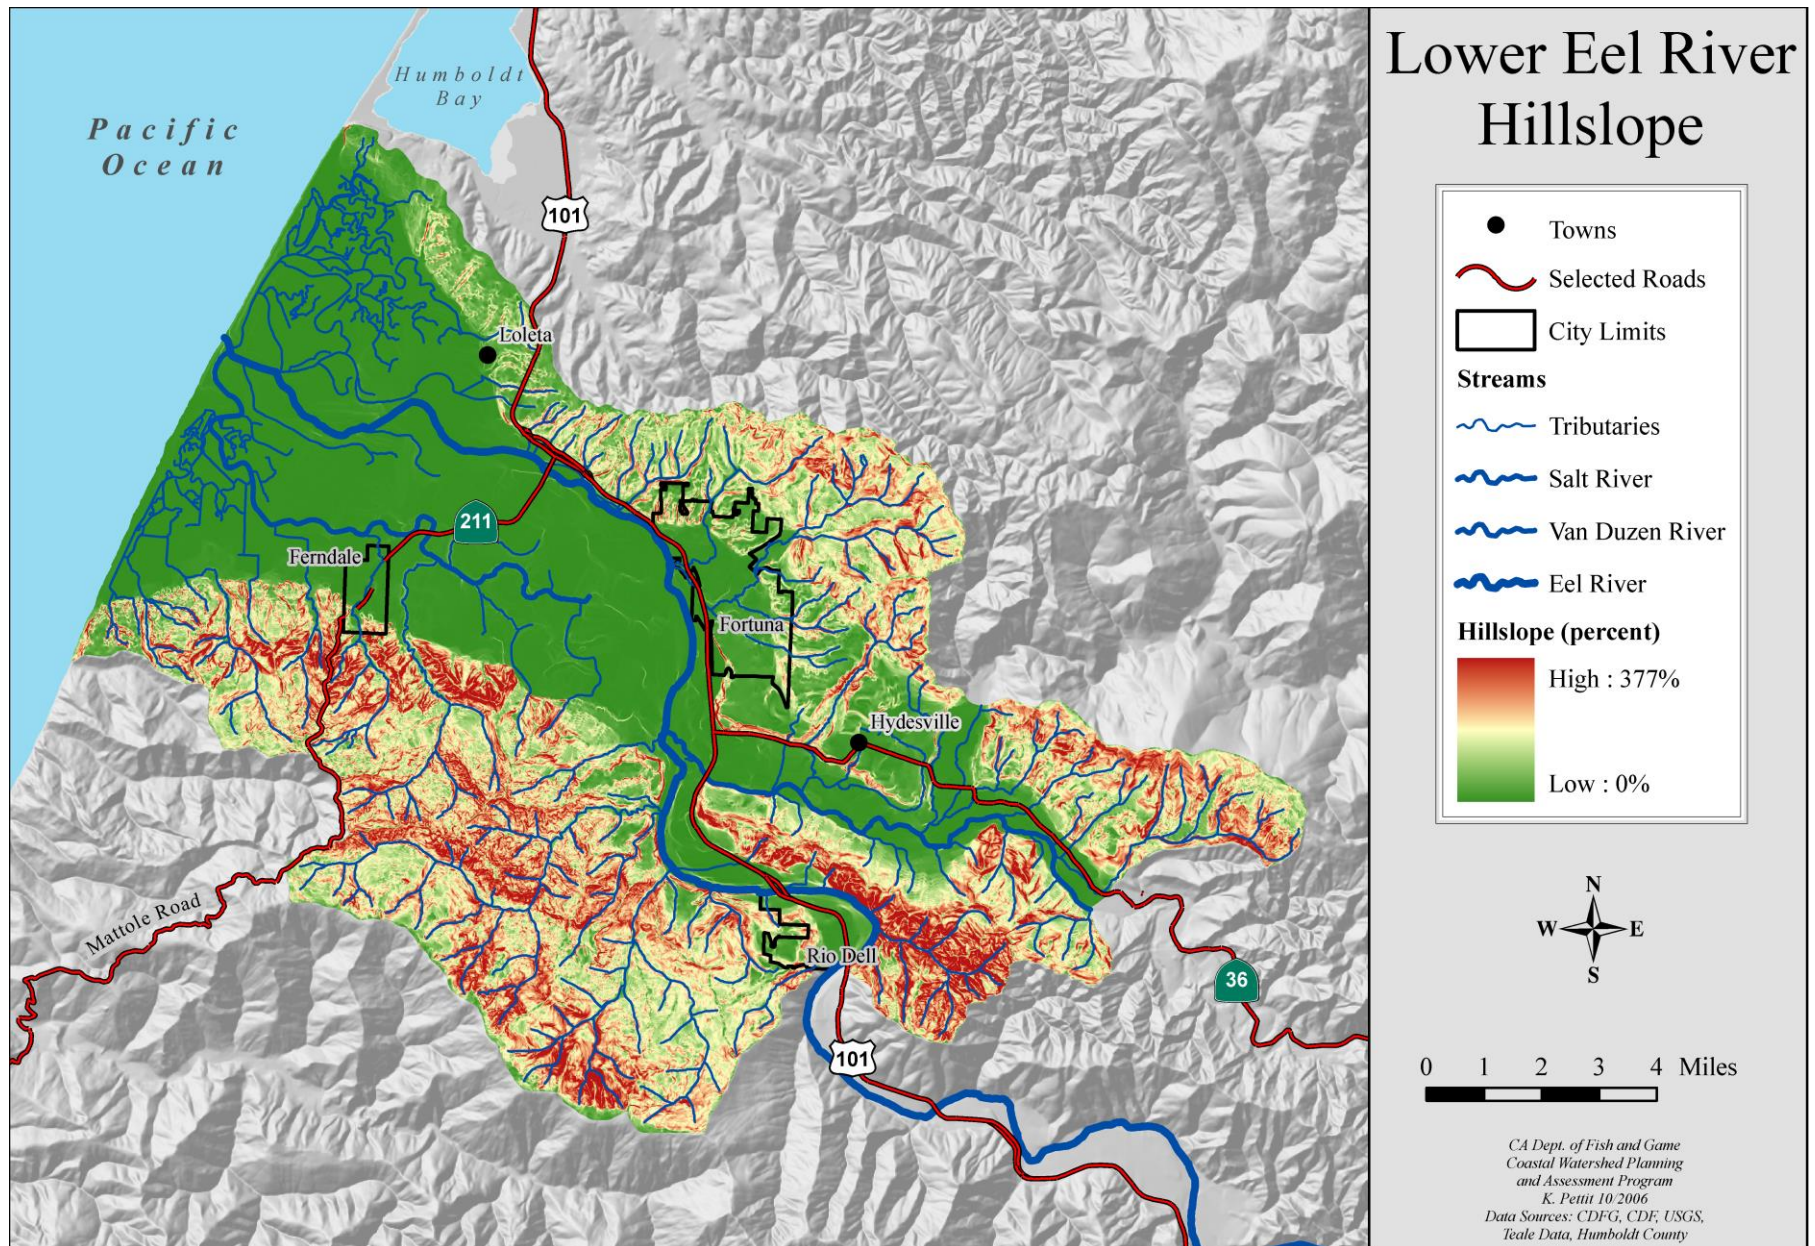 Lower Eel River
Hillslope
Humboldt
Bay
Pacific
Ocean
101
Loleta
211
Ferndale
Fortuna
Hydesville
Mattole Road
Rio Dell
36
101
Towns
Selected Roads
City Limits
Streams
Tributaries
Salt River
Van Duzen River
Eel River
Hillslope (percent)
High : 377%
Low : 0%
N
W E
S
0 1 2 3 4 Miles
CA Dept. of Fish and Game
Coastal Watershed Planning
and Assessment Program
K. Pettit 10/2006
Data Sources: CDFG, CDF, USGS,
Teale Data, Humboldt County